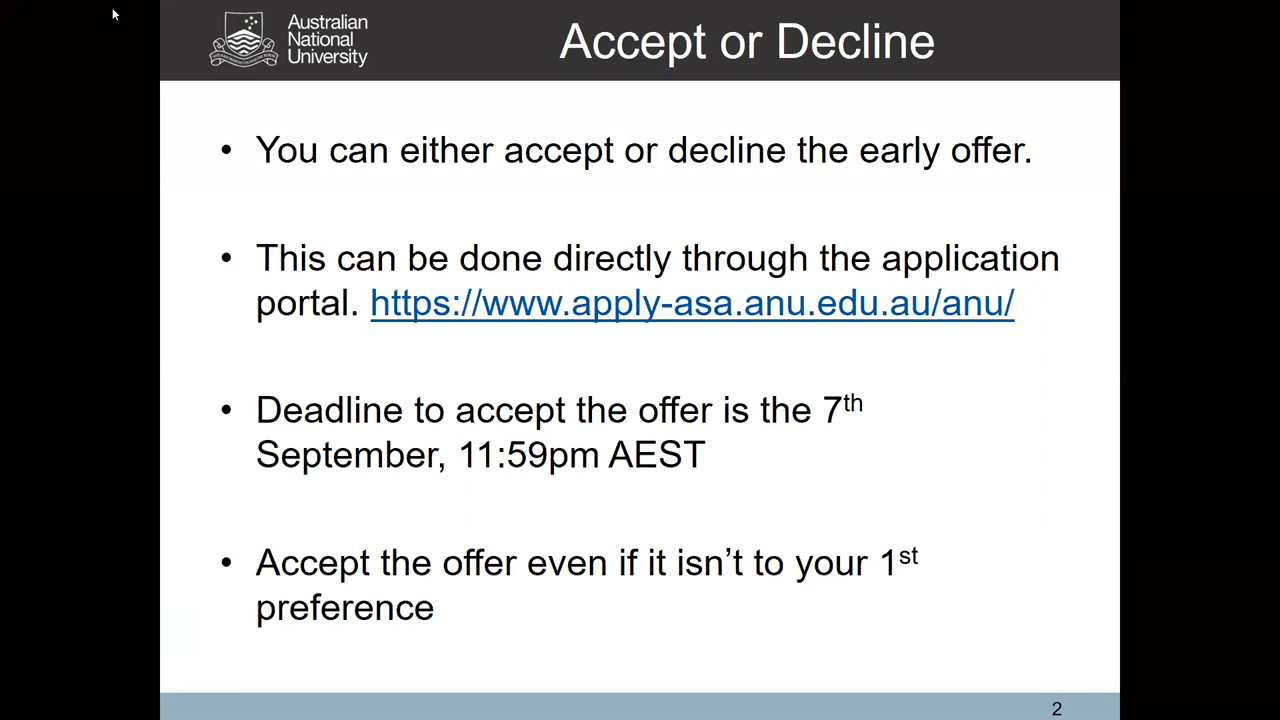 Australian
National
University
Accept or Decline
• You can either accept or decline the early offer.
• This can be done directly through the application
portal. https://www.apply-asa.anu.edu.au/anu/
• Deadline to accept the offer is the 7th
September, 11:59pm AEST
• Accept the offer even if it isn’t to your 1st
preference
2